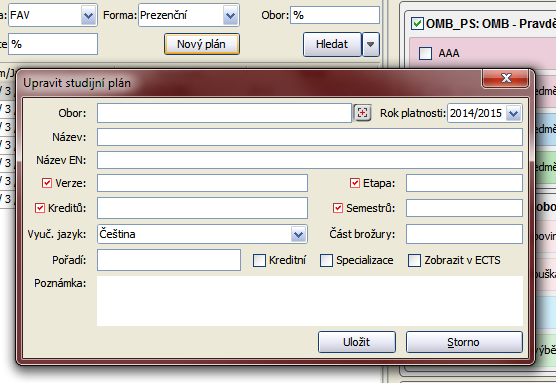 FAV Forma: Prezenční Obor: %
% Nový plán Hledat
OMB_PS: OMB - Pravdě
AAA
Upravit studijní plán
Obor: Rok platnosti: 2014/2015
Název:
Název EN:
Verze: Etapa:
Kreditů: Semestrů:
Vyuč. jazyk: Čeština Část brožury:
Pořadí: Kreditní Specializace Zobrazit v ECTS
Poznámka:
Uložit Storno